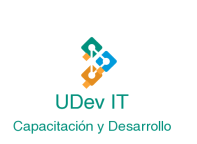 UDev IT
Capacitación y Desarrollo